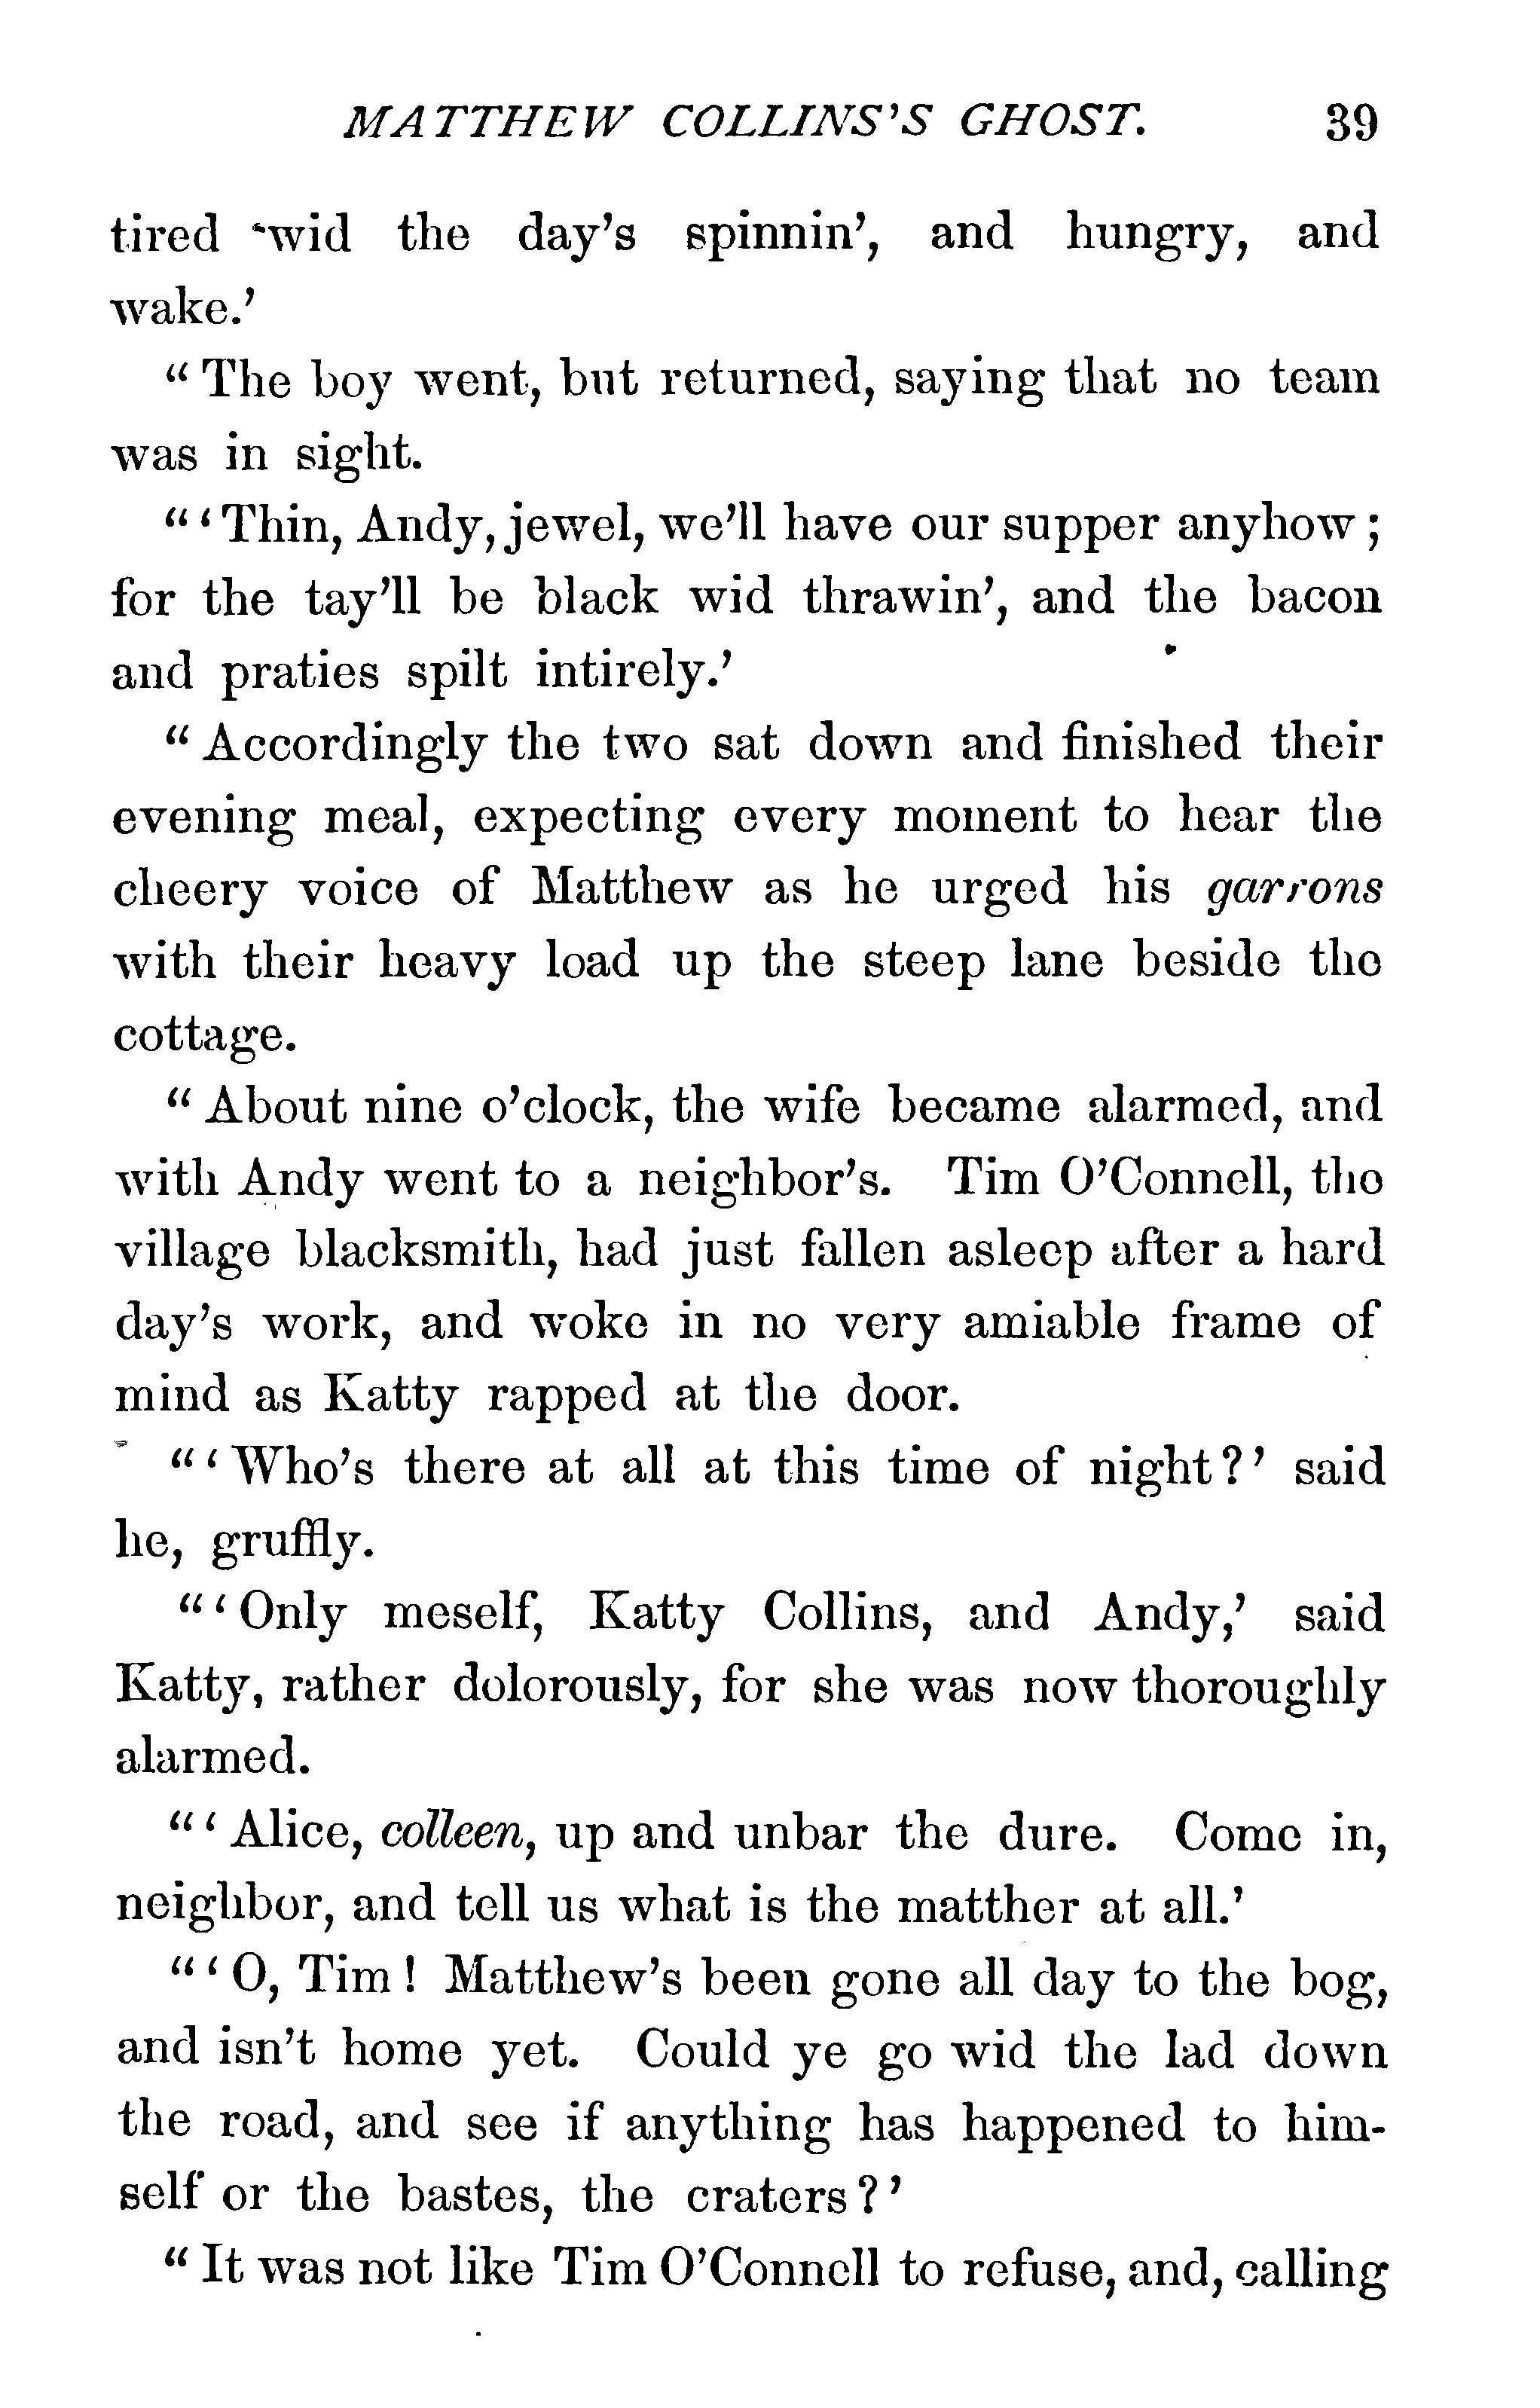 MATTHEW COLLINS'S GHOST. 39
tired wid the day's spinnin', and hungry, and
wake.'
“The boy went, but returned, saying that no team
was in sight.
“‘Thin, Andy, jewel, we'll have our supper anyhow;
for the tay'll be black wid thrawin', and the bacon
and praties spilt intirely.’
“Accordingly the two sat down and finished their
evening meal, expecting every moment to hear the
cheery voice of Matthew as he urged his garrons
with their heavy load up the steep lane beside the
cottage.
“About nine o'clock, the wife became alarmed, and
with Andy went to a neighbor's. Tim O'Connell, the
village blacksmith, had just fallen asleep after a hard
day's work, and woke in no very amiable frame of
mind as Katty rapped at the door.
“‘Who's there at all at this time of night?’ said
he, gruffly.
“‘Only meself, Katty Collins, and Andy,’ said
Katty, rather dolorously, for she was now thoroughly
alarmed.
“‘Alice, colleen, up and unbar the dure. Come in,
neighbor, and tell us what is the matther at all.’
“‘O, Tim! Matthew's been gone all day to the bog,
and isn't home yet. Could ye go wid the lad down
the road, and see if anything has happened to him-
self or the bastes, the craters?’
“It was not like Tim O'Connell to refuse, and, calling